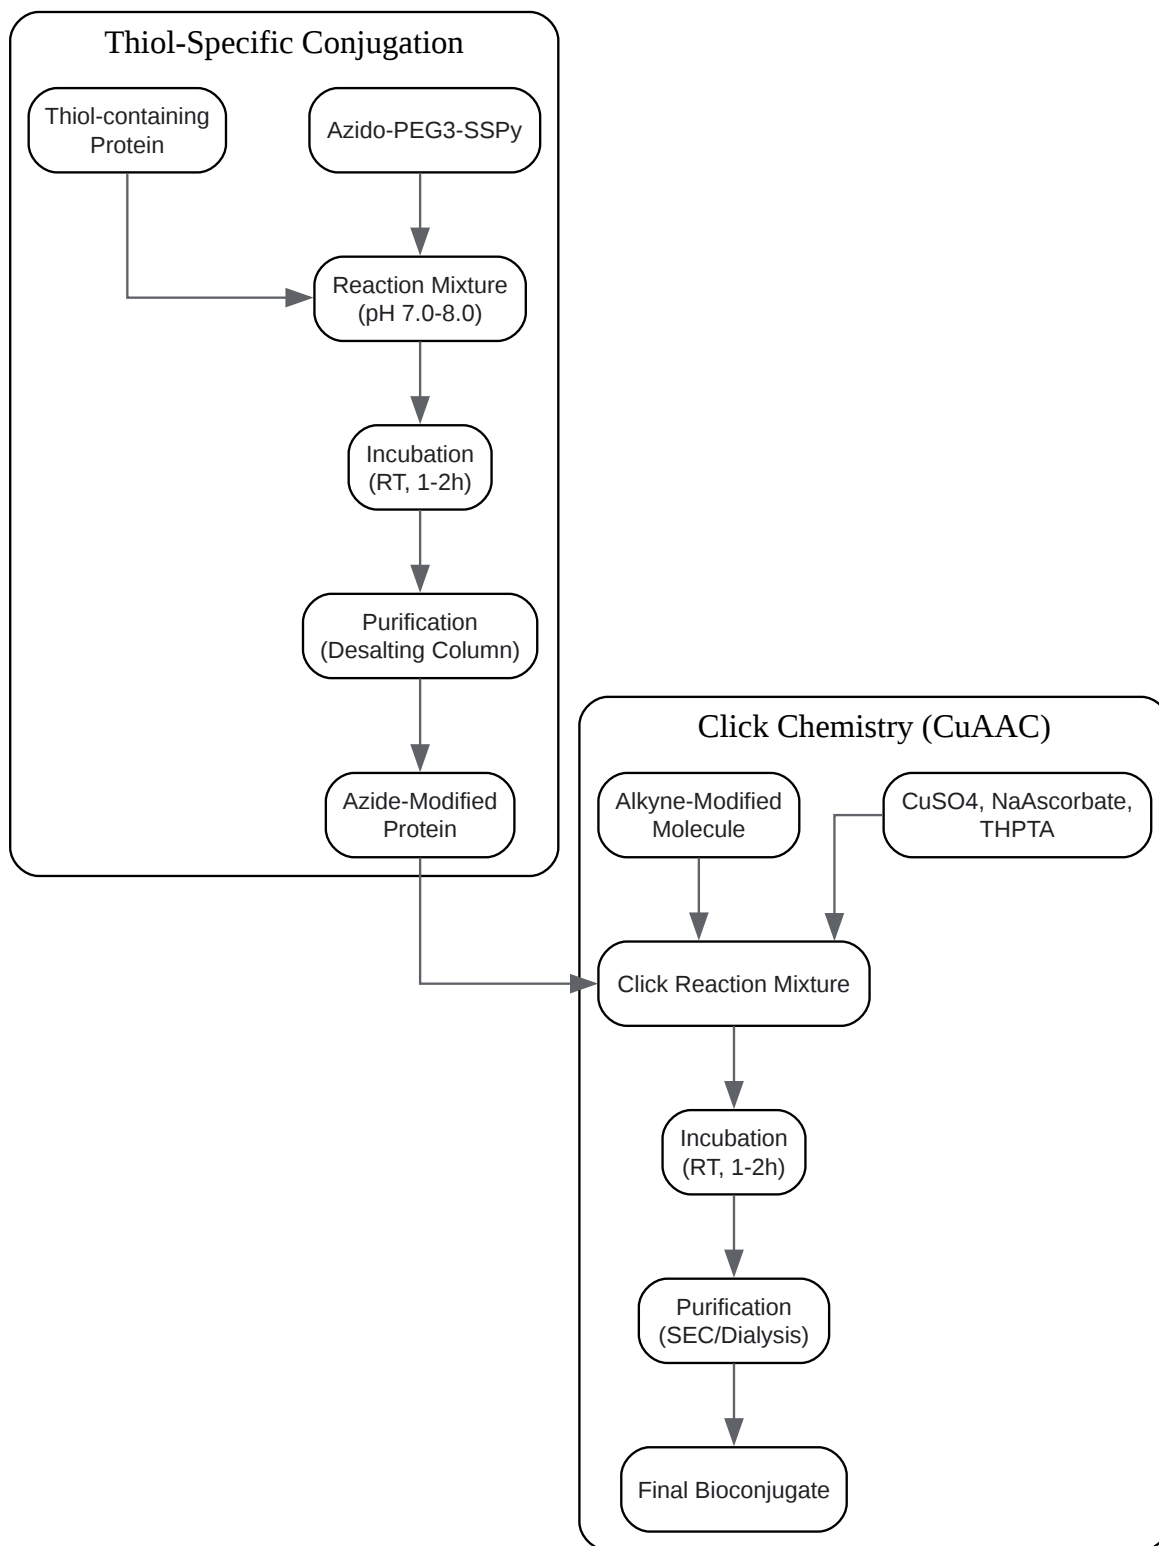 Thiol-Specific Conjugation
Thiol-containing
Protein
Azido-PEG3-SSPy
Reaction Mixture
(pH 7.0-8.0)
Incubation
(RT, 1-2h)
Purification
(Desalting Column)
Azide-Modified
Protein
Click Chemistry (CuAAC)
Alkyne-Modified
Molecule
CuSO4, NaAscorbate,
THPTA
Click Reaction Mixture
Incubation
(RT, 1-2h)
Purification
(SEC/Dialysis)
Final Bioconjugate